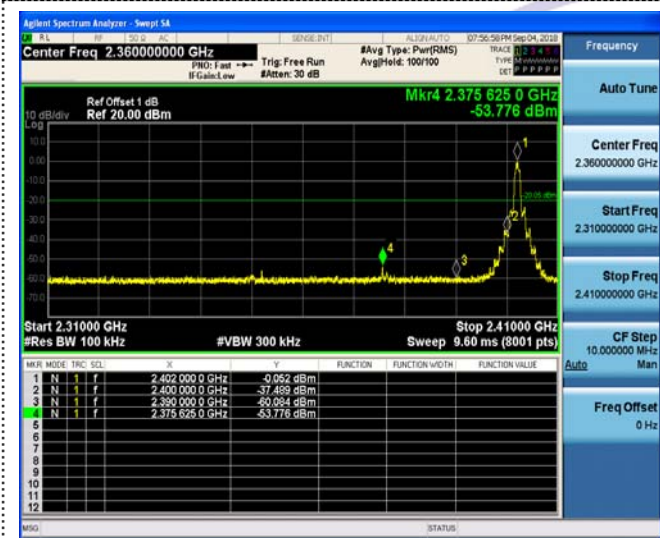 Agilent Spectrum Analyzer - Swept SA
RL RF 50 Ω AC SENSE:INT ALIGNAUTO 07:56:58 PM Sep 04, 2018
Center Freq 2.360000000 GHz #Avg Type: Pwr(RMS) TRACE 1 2 3 4 5 6
PNO: Fast Trig: Free Run Avg|Hold: 100/100 TYPE
IFGain:Low #Atten: 30 dB DET P P P P P P
Frequency
Auto Tune
Mkr4 2.375 625 0 GHz
Ref Offset 1 dB
10 dB/div Ref 20.00 dBm -53.776 dBm
Log
10.0
0.00
-10.0
-20.0
-20.05 dBm
-30.0
-40.0
-50.0
-60.0
-70.0
1
2
3
4
Start 2.31000 GHz Stop 2.41000 GHz
#Res BW 100 kHz #VBW 300 kHz Sweep 9.60 ms (8001 pts)
MKR MODE TRC SCL X Y FUNCTION FUNCTION WIDTH FUNCTION VALUE
1 N 1 f 2.402 000 0 GHz -0.052 dBm
2 N 1 f 2.400 000 0 GHz -37.489 dBm
3 N 1 f 2.390 000 0 GHz -60.084 dBm
4 N 1 f 2.375 625 0 GHz -53.776 dBm
5
6
7
8
9
10
11
12
MSG STATUS
Center Freq
2.360000000 GHz
Start Freq
2.310000000 GHz
Stop Freq
2.410000000 GHz
CF Step
10.000000 MHz
Auto Man
Freq Offset
0 Hz